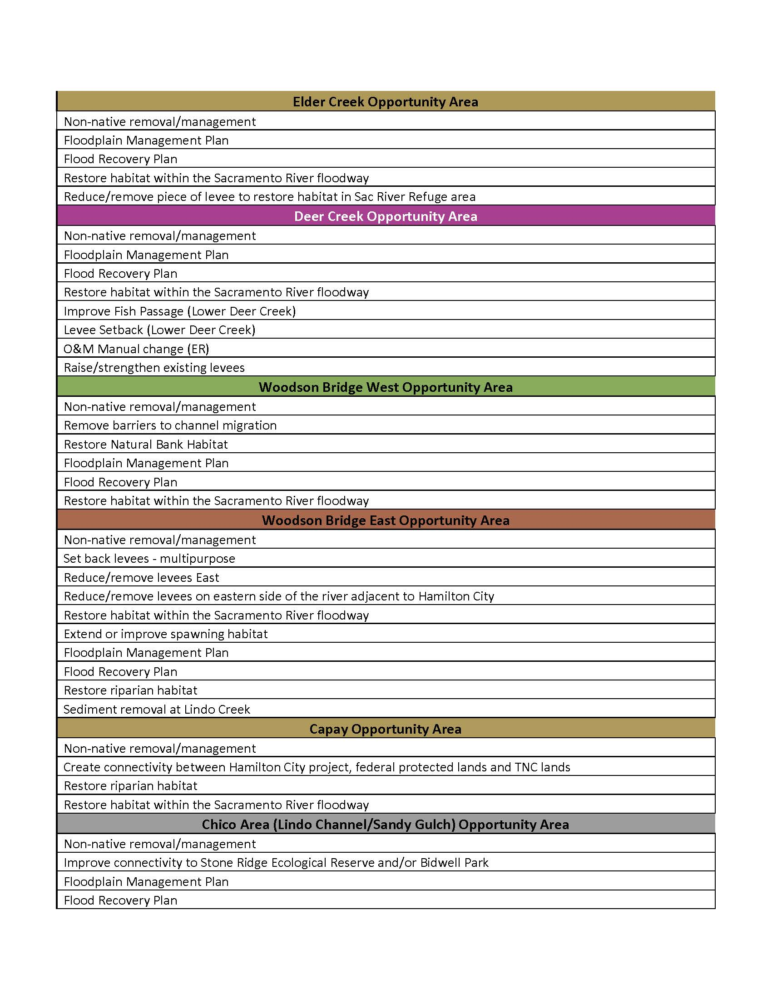 Elder Creek Opportunity Area
Non-native removal/management
Floodplain Management Plan
Flood Recovery Plan
Restore habitat within the Sacramento River floodway
Reduce/remove piece of levee to restore habitat in Sac River Refuge area
Deer Creek Opportunity Area
Non-native removal/management
Floodplain Management Plan
Flood Recovery Plan
Restore habitat within the Sacramento River floodway
Improve Fish Passage (Lower Deer Creek)
Levee Setback (Lower Deer Creek)
O&M Manual change (ER)
Raise/strengthen existing levees
Woodson Bridge West Opportunity Area
Non-native removal/management
Remove barriers to channel migration
Restore Natural Bank Habitat
Floodplain Management Plan
Flood Recovery Plan
Restore habitat within the Sacramento River floodway
Woodson Bridge East Opportunity Area
Non-native removal/management
Set back levees - multipurpose
Reduce/remove levees East
Reduce/remove levees on eastern side of the river adjacent to Hamilton City
Restore habitat within the Sacramento River floodway
Extend or improve spawning habitat
Floodplain Management Plan
Flood Recovery Plan
Restore riparian habitat
Sediment removal at Lindo Creek
Capay Opportunity Area
Non-native removal/management
Create connectivity between Hamilton City project, federal protected lands and TNC lands
Restore riparian habitat
Restore habitat within the Sacramento River floodway
Chico Area (Lindo Channel/Sandy Gulch) Opportunity Area
Non-native removal/management
Improve connectivity to Stone Ridge Ecological Reserve and/or Bidwell Park
Floodplain Management Plan
Flood Recovery Plan